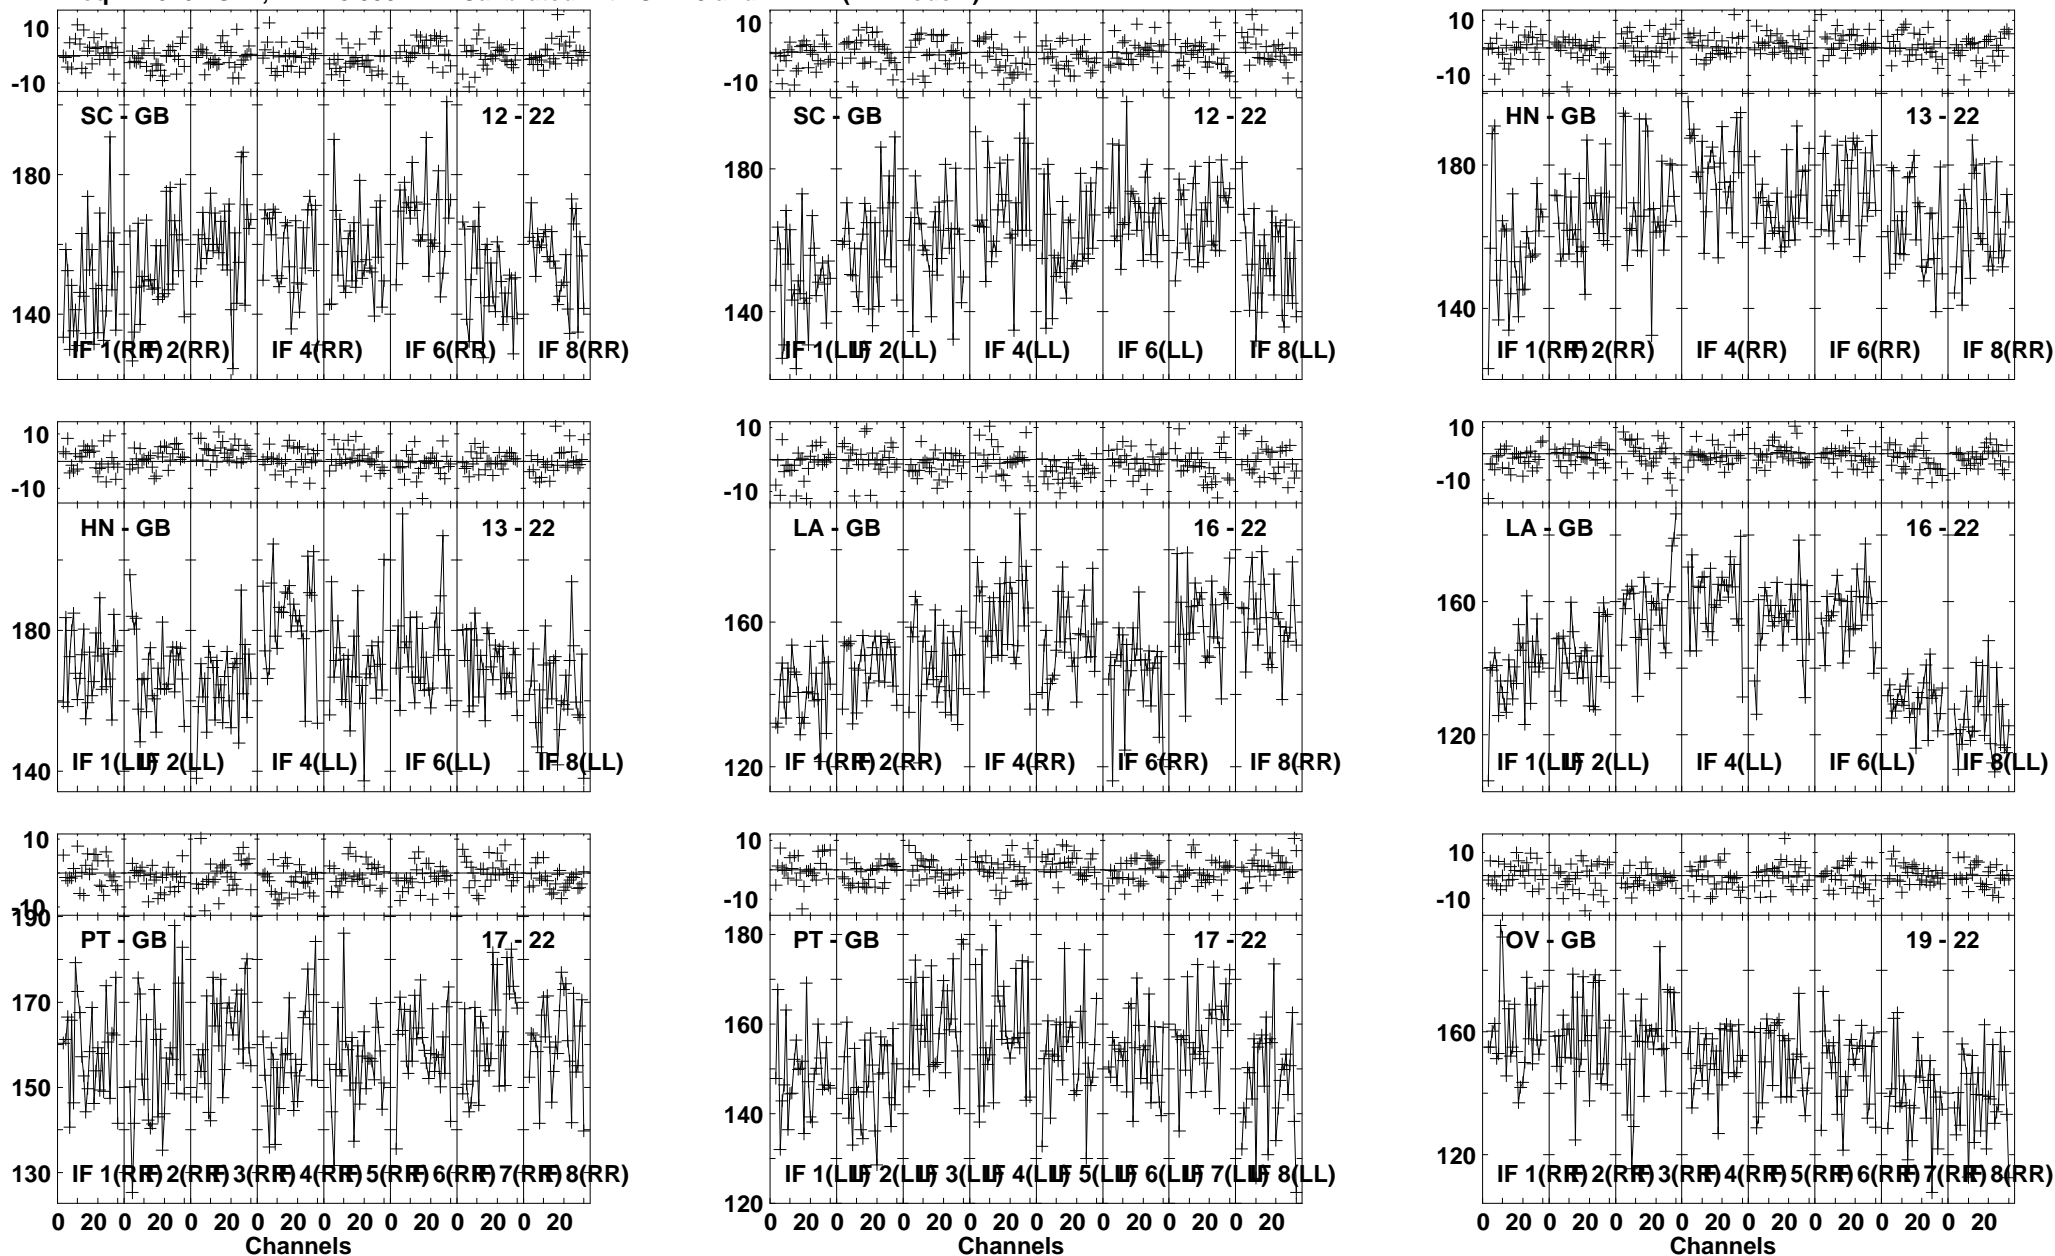 10
-10
SC - GB 12 - 22
180
140
IF 1(RR) IF 2(RR) IF 4(RR) IF 6(RR) IF 8(RR)
10
-10
SC - GB 12 - 22
180
140
IF 1(LL) IF 2(LL) IF 4(LL) IF 6(LL) IF 8(LL)
10
-10
HN - GB 13 - 22
180
140
IF 1(RR) IF 2(RR) IF 4(RR) IF 6(RR) IF 8(RR)
10
-10
HN - GB 13 - 22
180
140
IF 1(LL) IF 2(LL) IF 4(LL) IF 6(LL) IF 8(LL)
10
-10
LA - GB 16 - 22
160
120
IF 1(RR) IF 2(RR) IF 4(RR) IF 6(RR) IF 8(RR)
10
-10
LA - GB 16 - 22
160
120
IF 1(LL) IF 2(LL) IF 4(LL) IF 6(LL) IF 8(LL)
10
-10
190
PT - GB 17 - 22
170
150
130
IF 1(RR) IF 2(RR) IF 3(RR) IF 4(RR) IF 5(RR) IF 6(RR) IF 7(RR) IF 8(RR)
0 20 0 20 0 20 0 20 0 20 0 20 0 20 0 20
Channels
10
-10
180
PT - GB 17 - 22
160
140
120
IF 1(LL) IF 2(LL) IF 3(LL) IF 4(LL) IF 5(LL) IF 6(LL) IF 7(LL) IF 8(LL)
0 20 0 20 0 20 0 20 0 20 0 20 0 20 0 20
Channels
10
-10
OV - GB 19 - 22
160
120
IF 1(RR) IF 2(RR) IF 3(RR) IF 4(RR) IF 5(RR) IF 6(RR) IF 7(RR) IF 8(RR)
0 20 0 20 0 20 0 20 0 20 0 20 0 20 0 20
Channels